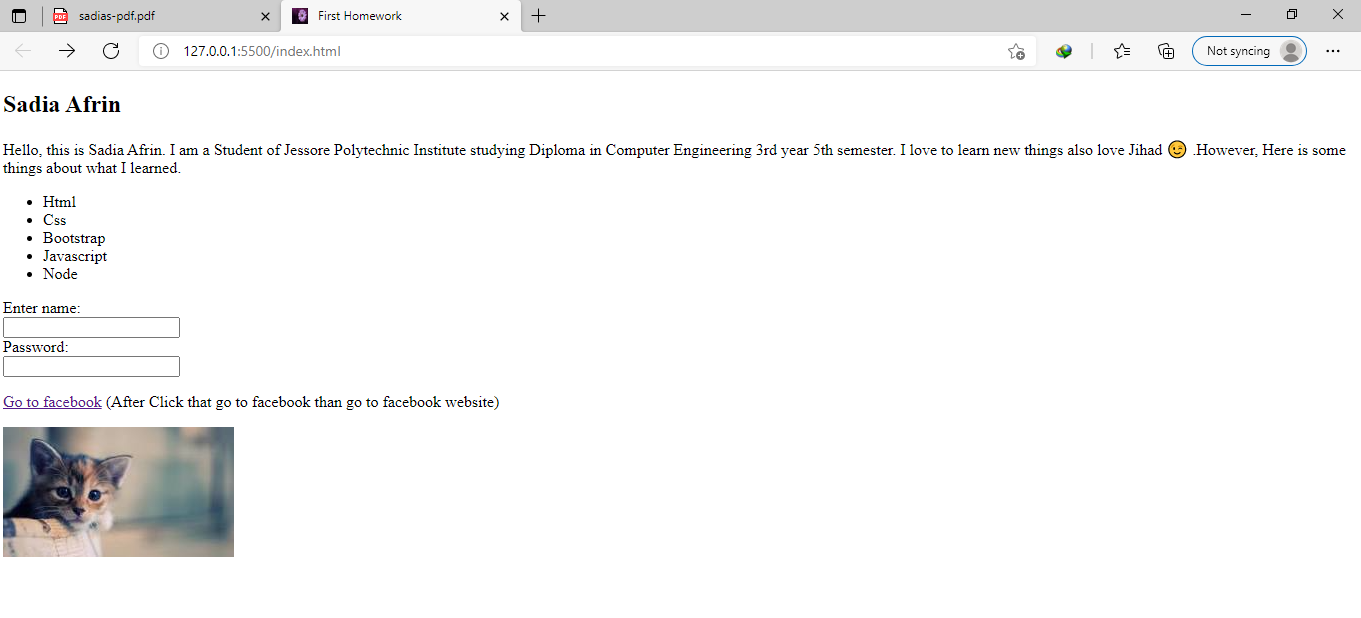 sadias-pdf.pdf
First Homework
127.0.0.1:5500/index.html
Not syncing
Sadia Afrin
Hello, this is Sadia Afrin. I am a Student of Jessore Polytechnic Institute studying Diploma in Computer Engineering 3rd year 5th semester. I love to learn new things also love Jihad 😉 .However, Here is some
things about what I learned.
• Html
• Css
• Bootstrap
• Javascript
• Node
Enter name:
Password:
Go to facebook (After Click that go to facebook than go to facebook website)